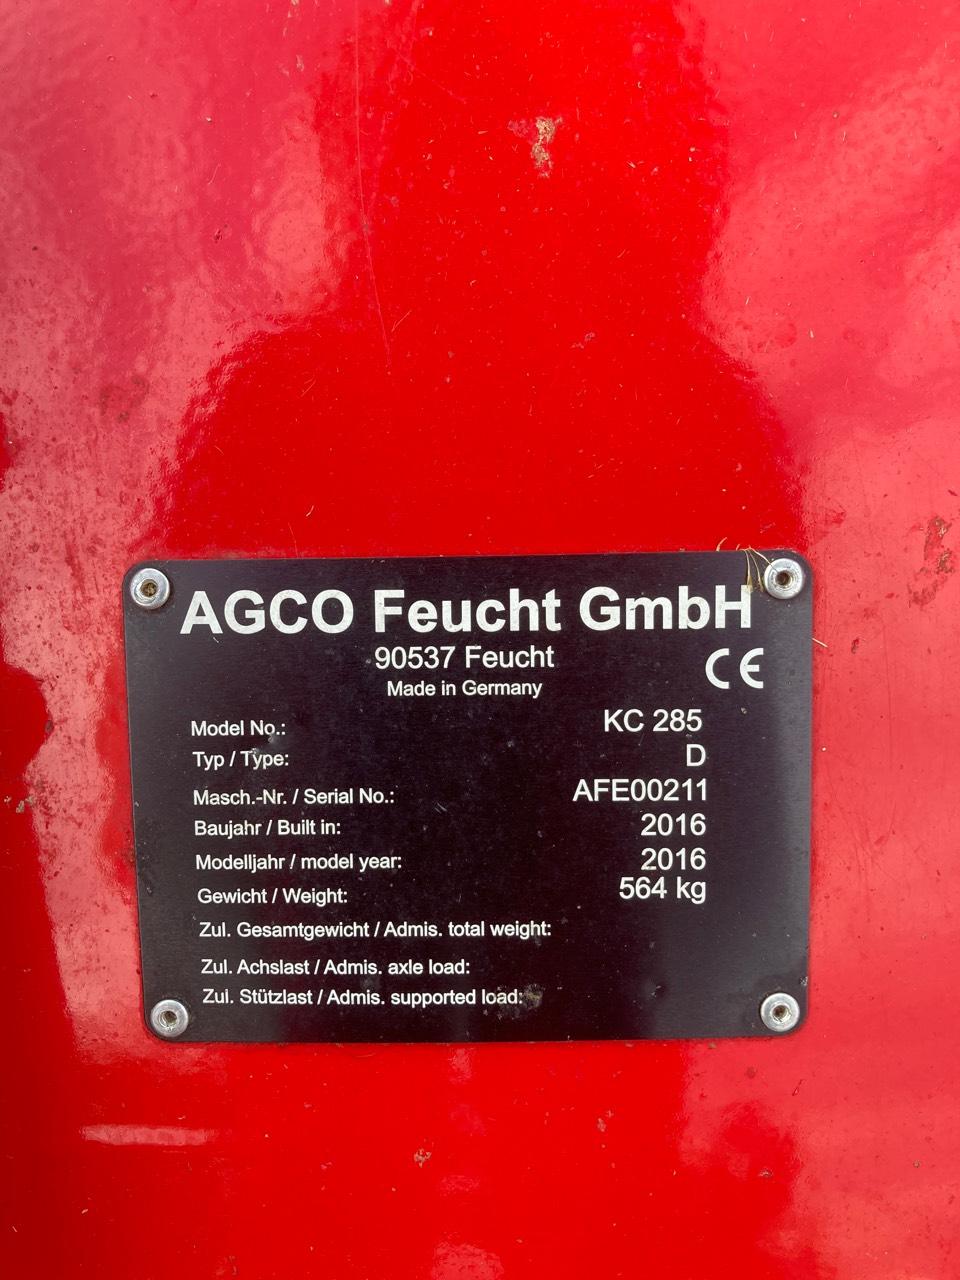 AGCO Feucht GmbH
90537 Feucht
CE
Made in Germany
Model No.: KC 285
Typ / Type: D
Masch.-Nr. / Serial No.: AFE00211
Baujahr / Built in: 2016
Modelljahr / model year: 2016
Gewicht / Weight: 564 kg
Zul. Gesamtgewicht / Admis. total weight:
Zul. Achslast / Admis. axle load:
Zul. Stützlast / Admis. supported load: